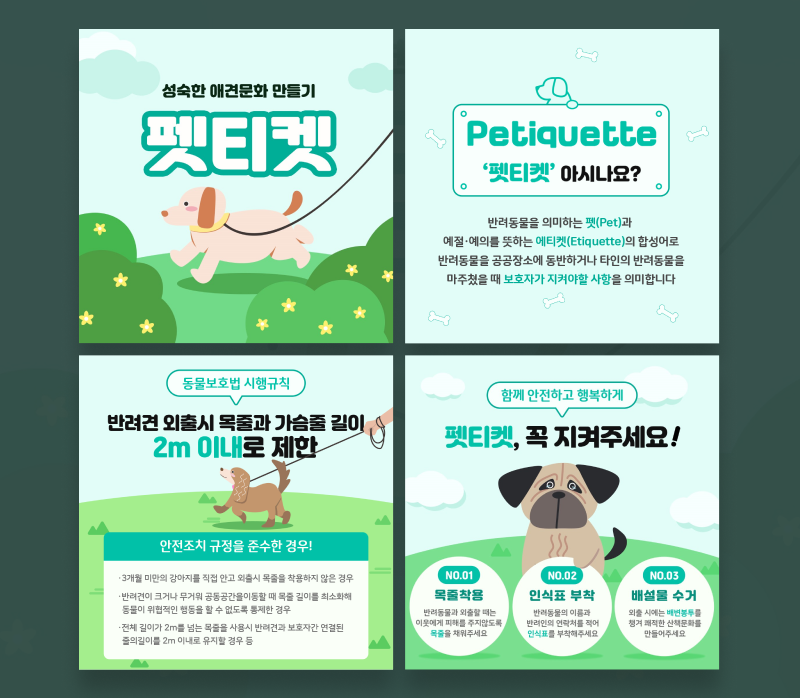 성숙한 애견문화 만들기
펫티켓
Petiquette
‘펫티켓’ 아시나요?
반려동물을 의미하는 펫(Pet)과
예절·예의를 뜻하는 에티켓(Etiquette)의 합성어로
반려동물을 공공장소에 동반하거나 타인의 반려동물을
마주쳤을 때 보호자가 지켜야할 사항을 의미합니다
동물보호법 시행규칙
반려견 외출시 목줄과 가슴줄 길이
2m 이내로 제한
안전조치 규정을 준수한 경우!
·3개월 미만의 강아지를 직접 안고 외출시 목줄을 착용하지 않은 경우
·반려견이 크거나 무거워 공동공간이동할 때 목줄 길이를 최소화해
동물이 위협적인 행동을 할 수 없도록 통제한 경우
·전체 길이가 2m를 넘는 목줄을 사용시 반려견과 보호자간 연결된
줄의길이를 2m 이내로 유지할 경우 등
함께 안전하고 행복하게
펫티켓, 꼭 지켜주세요!
NO.01
목줄착용
반려동물과 외출할 때는
이웃에게 피해를 주지않도록
목줄을 채워주세요
NO.02
인식표 부착
반려동물의 이름과
반려인의 연락처를 적어
인식표를 부착해주세요
NO.03
배설물 수거
외출 시에는 배변봉투를
챙겨 쾌적한 산책문화를
만들어주세요